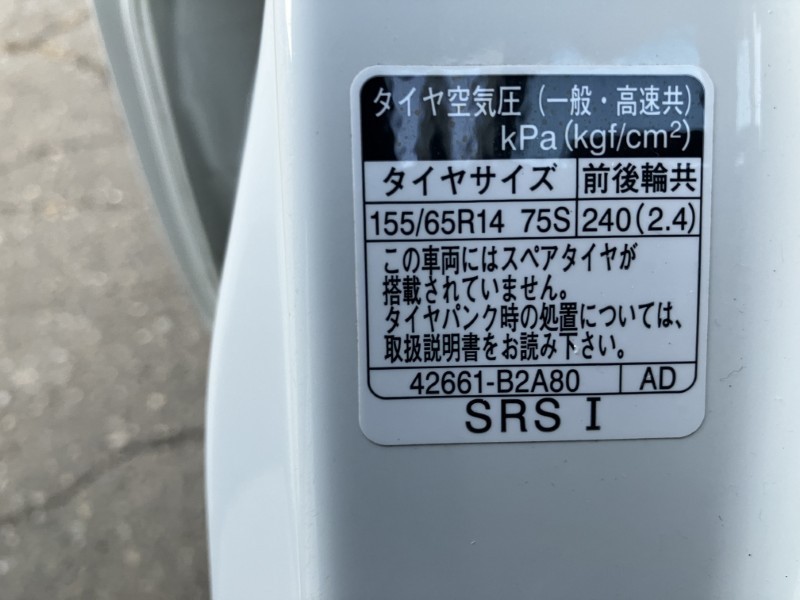 タイヤ空気圧 (一般・高速共)
kPa (kgf/cm²)
タイヤサイズ 前後輪共
155/65R14 75S 240(2.4)
この車両にはスペアタイヤが
搭載されていません。
タイヤパンク時の処置については、
取扱説明書をお読み下さい。
42661-B2A80 AD
SRS I